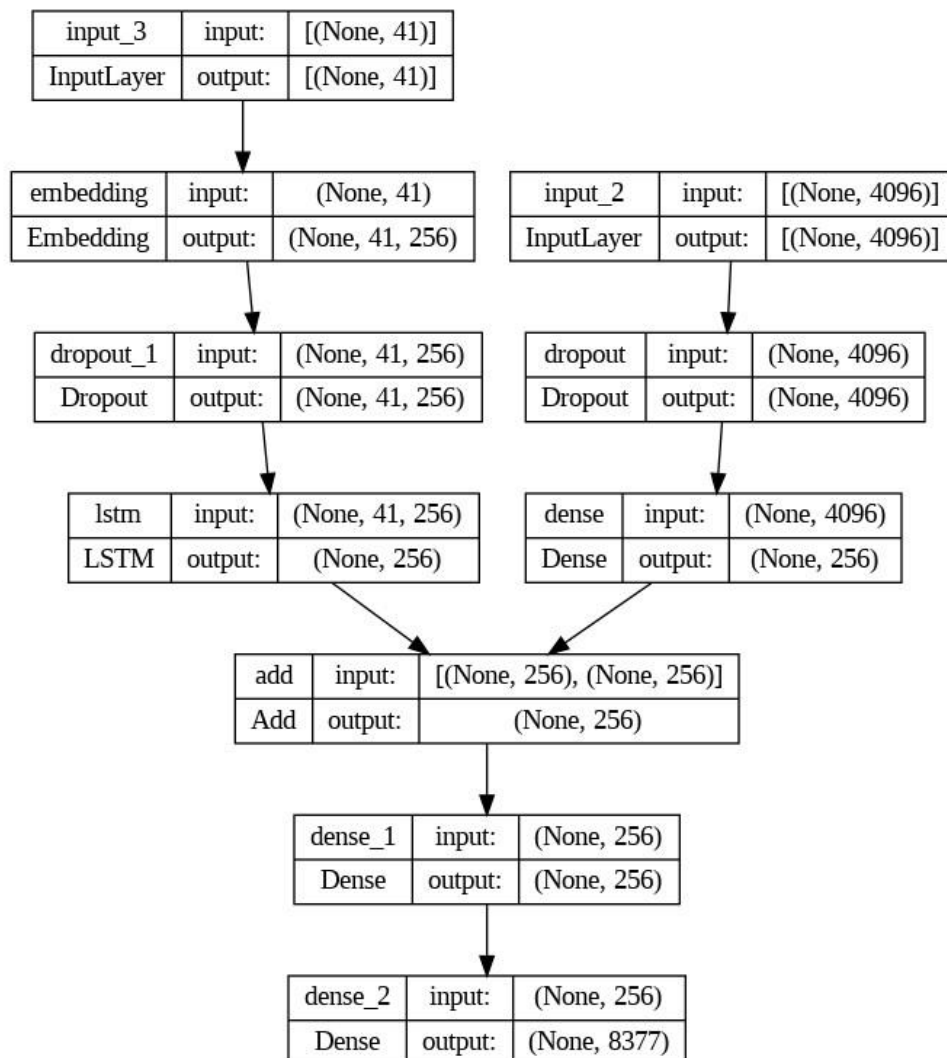 input_3 input: [(None, 41)]
InputLayer output: [(None, 41)]
embedding input: (None, 41)
Embedding output: (None, 41, 256)
input_2 input: [(None, 4096)]
InputLayer output: [(None, 4096)]
dropout_1 input: (None, 41, 256)
Dropout output: (None, 41, 256)
dropout input: (None, 4096)
Dropout output: (None, 4096)
lstm input: (None, 41, 256)
LSTM output: (None, 256)
dense input: (None, 4096)
Dense output: (None, 256)
add input: [(None, 256), (None, 256)]
Add output: (None, 256)
dense_1 input: (None, 256)
Dense output: (None, 256)
dense_2 input: (None, 256)
Dense output: (None, 8377)